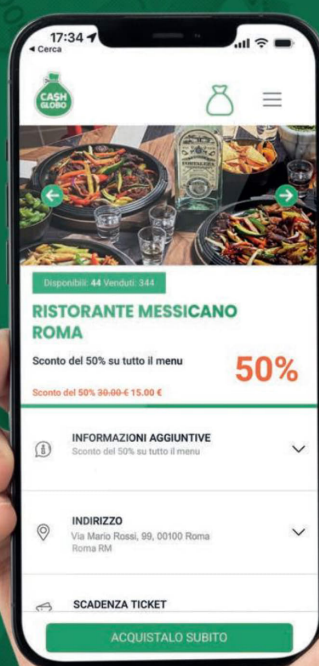 17:34
◄ Cerca
CA$H
GLOBO
FORTALEZA
Disponibili: 44 Venduti: 344
RISTORANTE MESSICANO
ROMA
Sconto del 50% su tutto il menu
50%
Sconto del 50% 30.00 € 15.00 €
INFORMAZIONI AGGIUNTIVE
Sconto del 50% su tutto il menu
INDIRIZZO
Via Mario Rossi, 99, 00100 Roma
Roma RM
SCADENZA TICKET
ACQUISTALO SUBITO